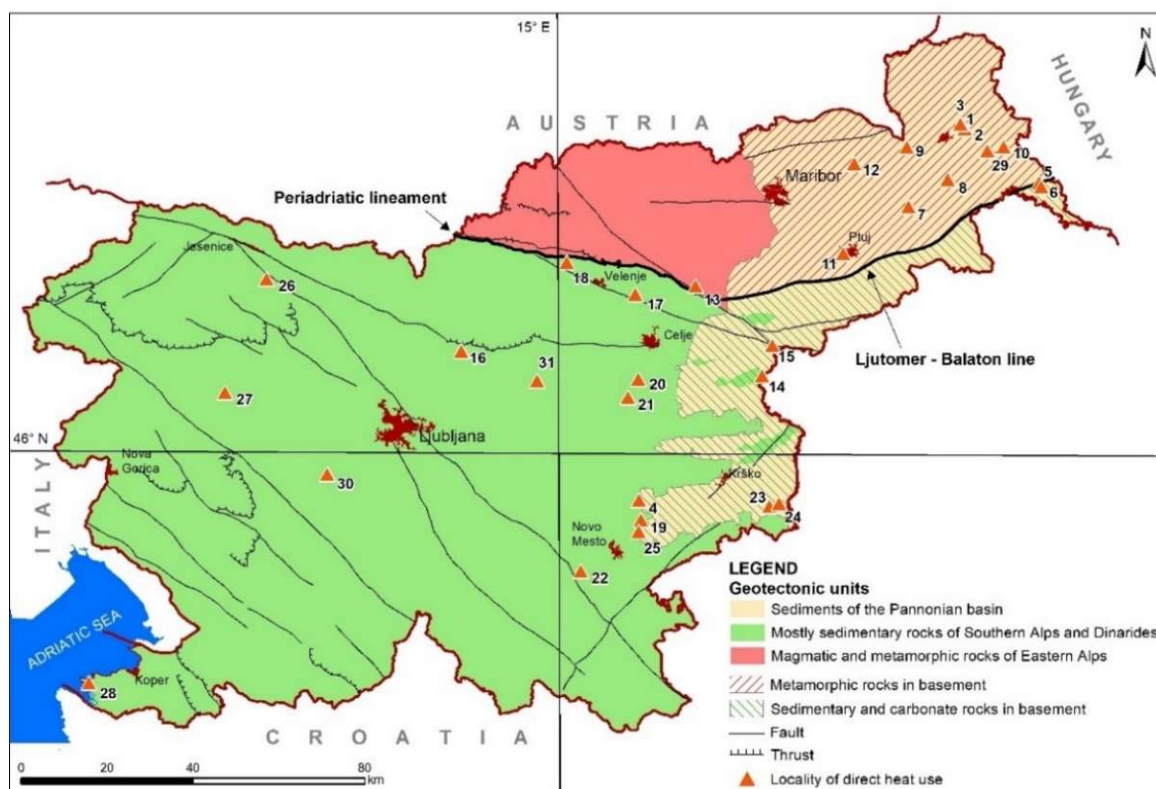 15° E
N
HUNGARY
AUSTRIA
3
1
2
9
10
29
12
5
6
8
7
Maribor
Periadriatic lineament
Ptuj
11
Jesenice
18
Velenje
26
17
13
Celje
Ljutomer - Balaton line
16
15
31
20
14
27
21
Ljubljana
46° N
Nova
Gorica
ITALY
30
Krško
4
23
24
19
Novo
Mesto
25
22
LEGEND
Geotectonic units
Sediments of the Pannonian basin
Mostly sedimentary rocks of Southern Alps and Dinarides
Magmatic and metamorphic rocks of Eastern Alps
Metamorphic rocks in basement
Sedimentary and carbonate rocks in basement
Fault
Thrust
Locality of direct heat use
ADRIATIC SEA
Koper
28
CROATIA
0 20 40 80
km